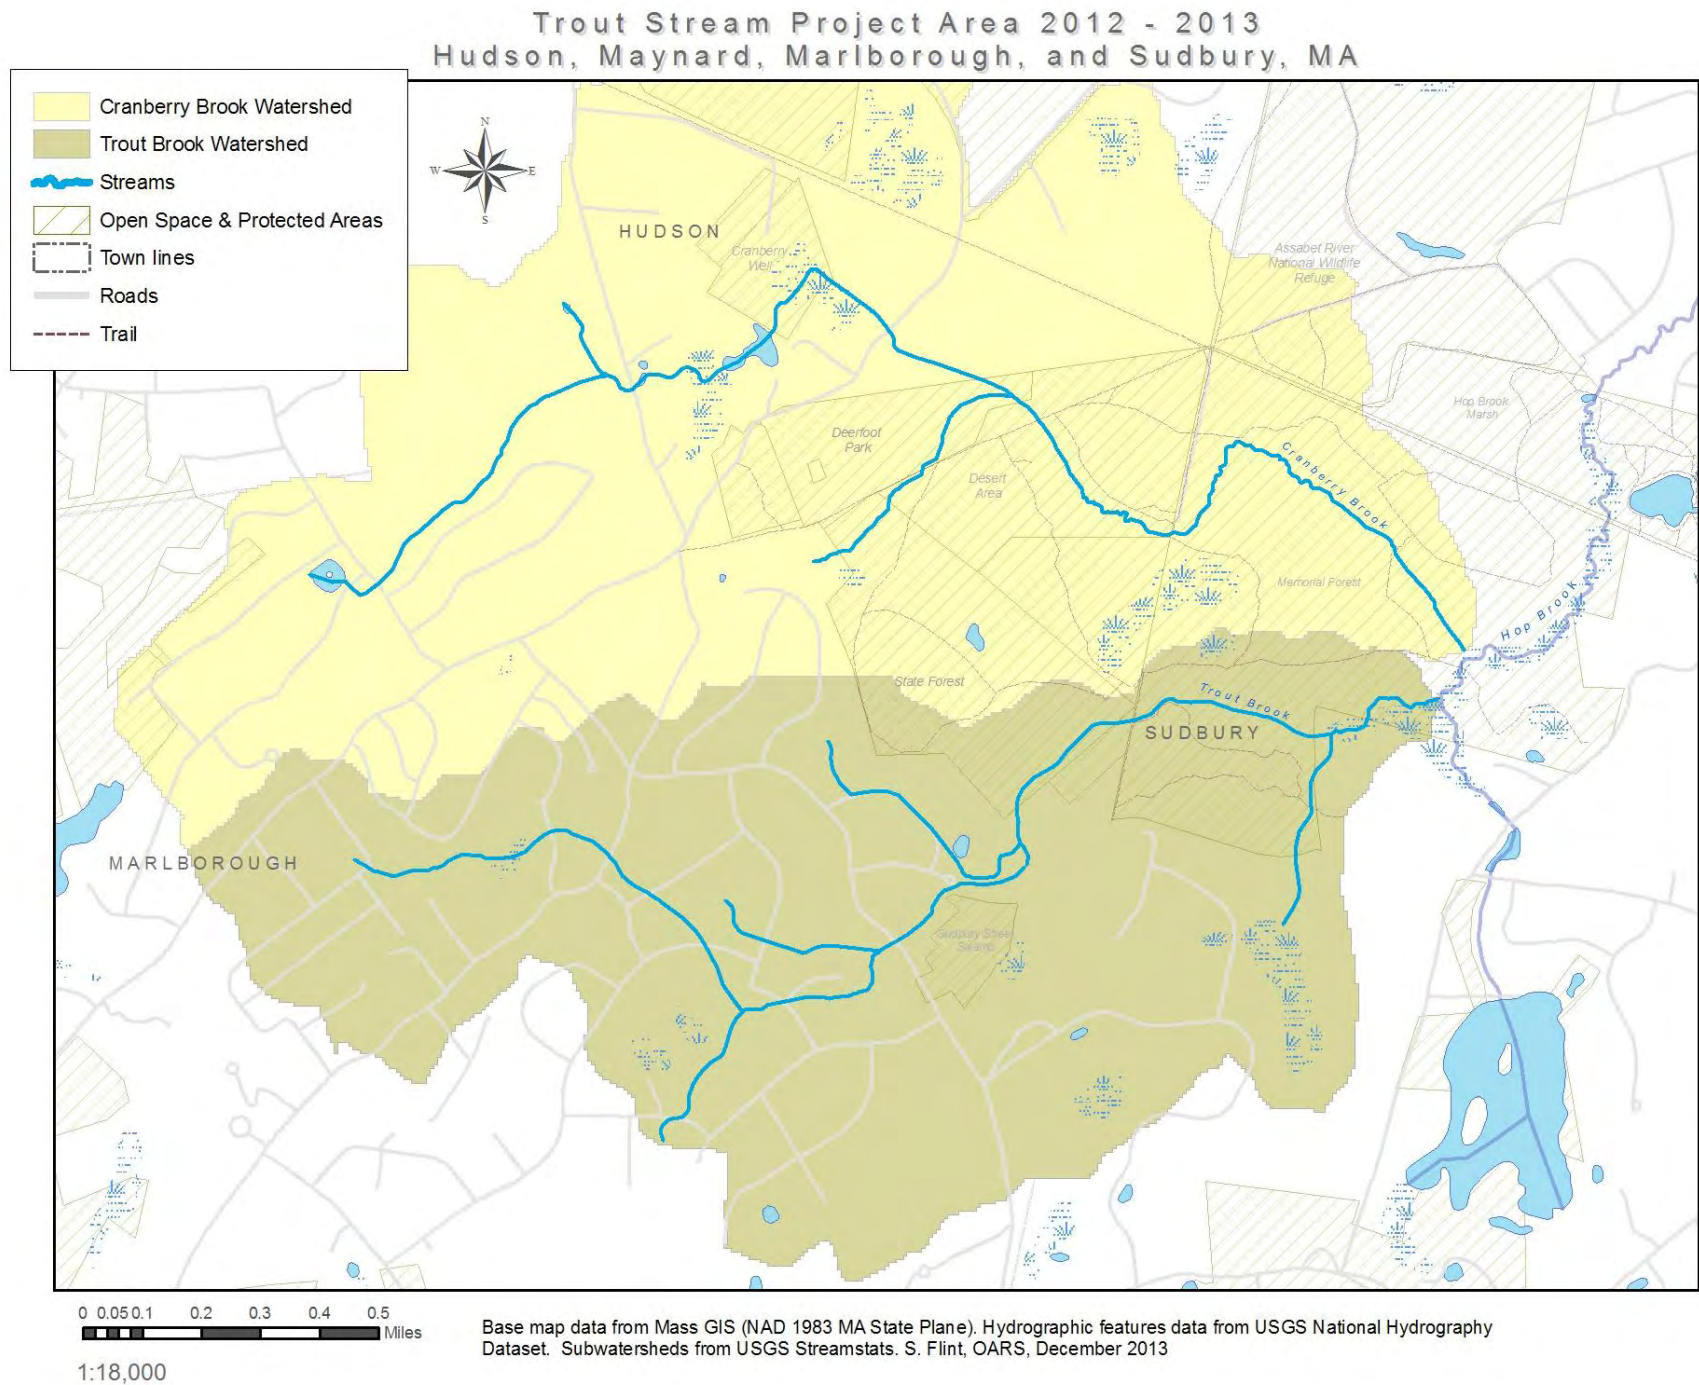 Trout Stream Project Area 2012 - 2013
Hudson, Maynard, Marlborough, and Sudbury, MA
Cranberry Brook Watershed
Trout Brook Watershed
Streams
Open Space & Protected Areas
Town lines
Roads
Trail
N
W
E
S
HUDSON
Cranberry
Well
Assabet River
National Wildlife
Refuge
Hop Brook
Marsh
Deerfoot
Park
Desert
Area
Cranberry Brook
Memorial Forest
Hop Brook
State Forest
Trout Brook
SUDBURY
MARLBOROUGH
Sudbury Street
Swamp
0 0.05 0.1 0.2 0.3 0.4 0.5
Miles
1:18,000
Base map data from Mass GIS (NAD 1983 MA State Plane). Hydrographic features data from USGS National Hydrography
Dataset. Subwatersheds from USGS Streamstats. S. Flint, OARS, December 2013